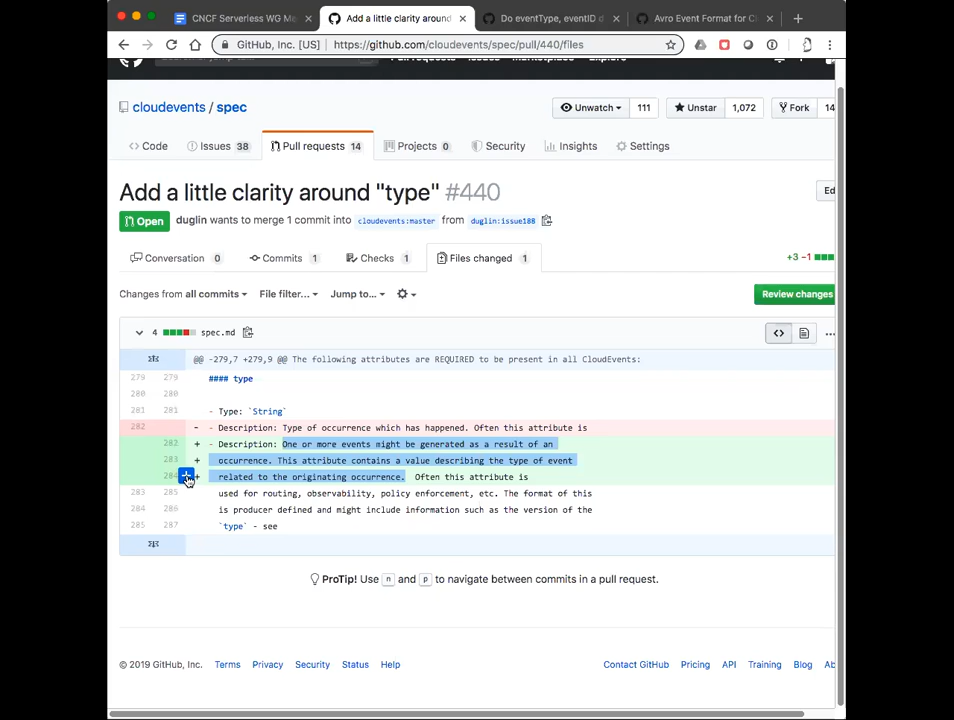 CNCF Serverless WG Me
Add a little clarity around
Do eventType, eventID d
Avro Event Format for C
GitHub, Inc. [US] https://github.com/cloudevents/spec/pull/440/files
cloudevents / spec
Unwatch 111
Unstar 1,072
Fork 14
Code
Issues 38
Pull requests 14
Projects 0
Security
Insights
Settings
Add a little clarity around "type" #440
Ed
Open
duglin wants to merge 1 commit into cloudevents:master from duglin:issue188
Conversation 0
Commits 1
Checks 1
Files changed 1
+3 −1
Changes from all commits
File filter...
Jump to...
Review changes
4 spec.md
@@ -279,7 +279,9 @@ The following attributes are REQUIRED to be present in all CloudEvents:
279 279 #### type
280 280
281 281 - Type: `String`
282 - - Description: Type of occurrence which has happened. Often this attribute is
282 + - Description: One or more events might be generated as a result of an
283 + occurrence. This attribute contains a value describing the type of event
284 + related to the originating occurrence. Often this attribute is
283 285 used for routing, observability, policy enforcement, etc. The format of this
284 286 is producer defined and might include information such as the version of the
285 287 `type` - see
ProTip! Use n and p to navigate between commits in a pull request.
© 2019 GitHub, Inc.
Terms
Privacy
Security
Status
Help
Contact GitHub
Pricing
API
Training
Blog
Ab